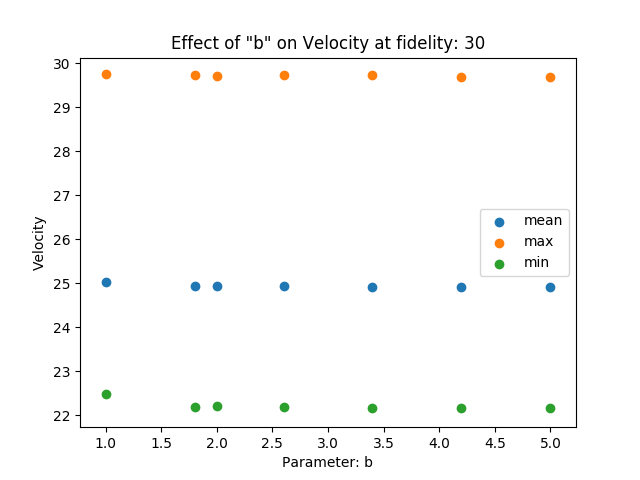 Effect of "b" on Velocity at fidelity: 30
30
29
28
27
26
25
24
23
22
Velocity
mean
max
min
1.0 1.5 2.0 2.5 3.0 3.5 4.0 4.5 5.0
Parameter: b